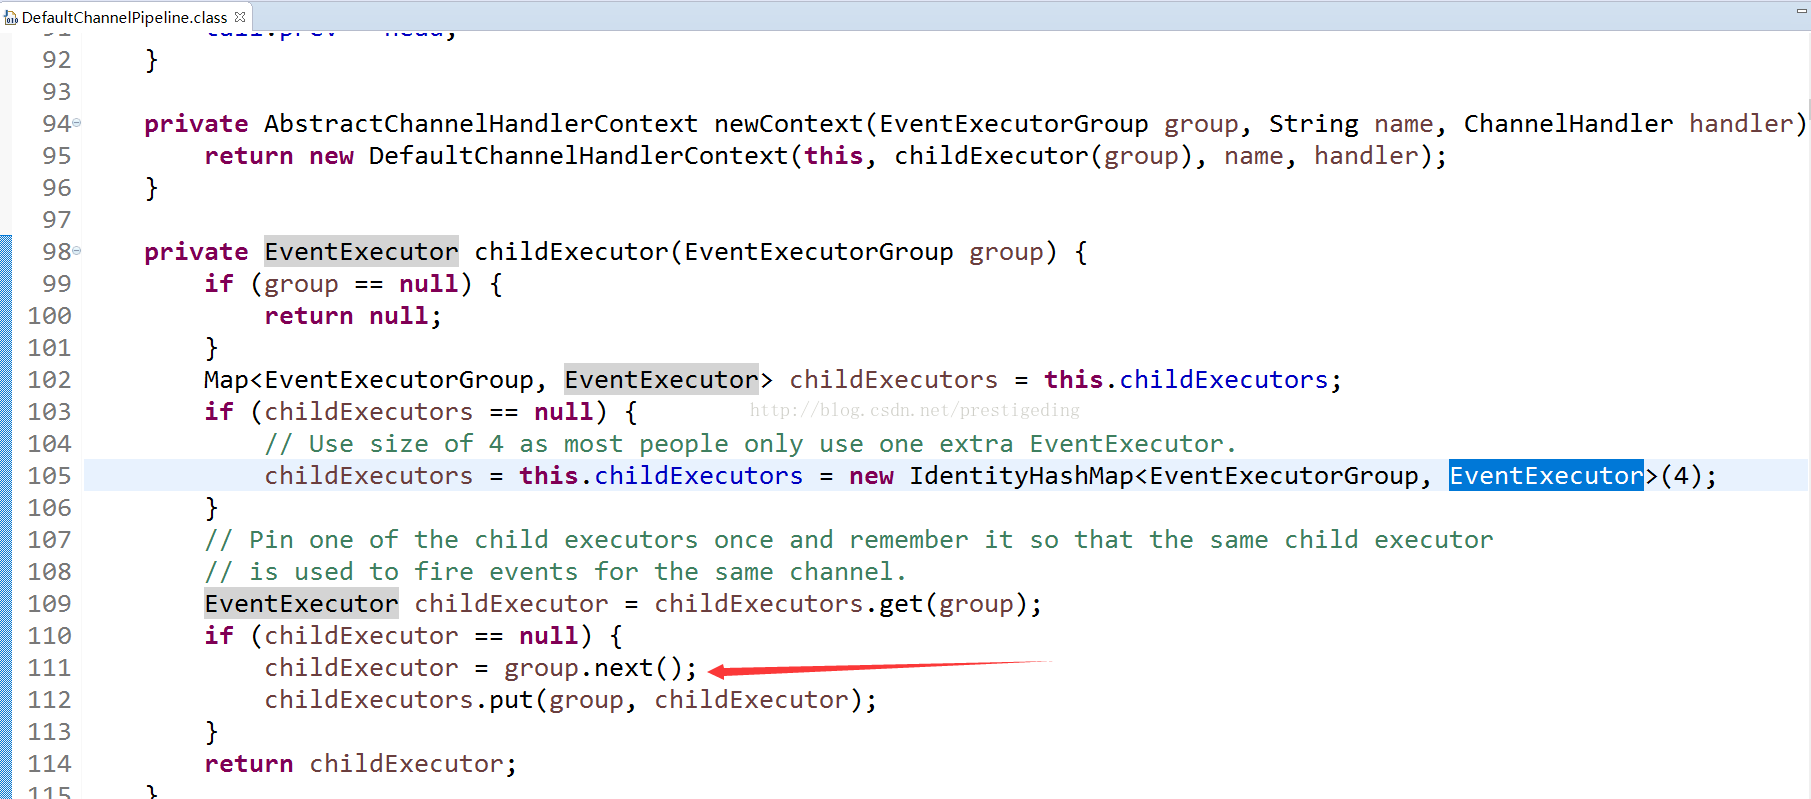 DefaultChannelPipeline.class
91 tail.prev = head;
92 }
93
94 private AbstractChannelHandlerContext newContext(EventExecutorGroup group, String name, ChannelHandler handler)
95 return new DefaultChannelHandlerContext(this, childExecutor(group), name, handler);
96 }
97
98 private EventExecutor childExecutor(EventExecutorGroup group) {
99 if (group == null) {
100 return null;
101 }
102 Map<EventExecutorGroup, EventExecutor> childExecutors = this.childExecutors;
103 if (childExecutors == null) {
http://blog.csdn.net/prestigeding
104 // Use size of 4 as most people only use one extra EventExecutor.
105 childExecutors = this.childExecutors = new IdentityHashMap<EventExecutorGroup, EventExecutor>(4);
106 }
107 // Pin one of the child executors once and remember it so that the same child executor
108 // is used to fire events for the same channel.
109 EventExecutor childExecutor = childExecutors.get(group);
110 if (childExecutor == null) {
111 childExecutor = group.next();
112 childExecutors.put(group, childExecutor);
113 }
114 return childExecutor;
115 }